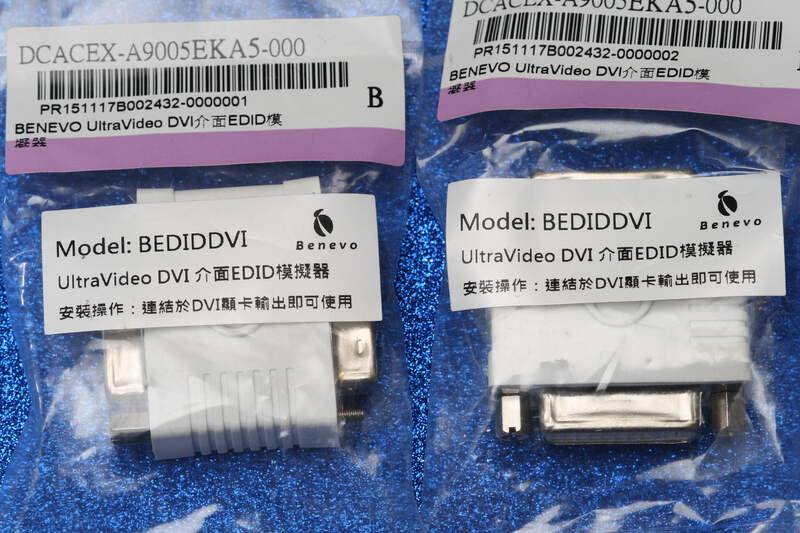 DCACEX-A9005EKA5-000
PR151117B002432-0000001
B
BENEVO UltraVideo DVI介面EDID模
擬器
Model: BEDIDDVI
Benevo
UltraVideo DVI 介面EDID模擬器
安裝操作：連結於DVI顯卡輸出即可使用
DCACEX-A9005EKA5-000
PR151117B002432-0000002
BENEVO UltraVideo DVI介面EDID模
擬器
Model: BEDIDDVI
Benevo
UltraVideo DVI 介面EDID模擬器
安裝操作：連結於DVI顯卡輸出即可使用